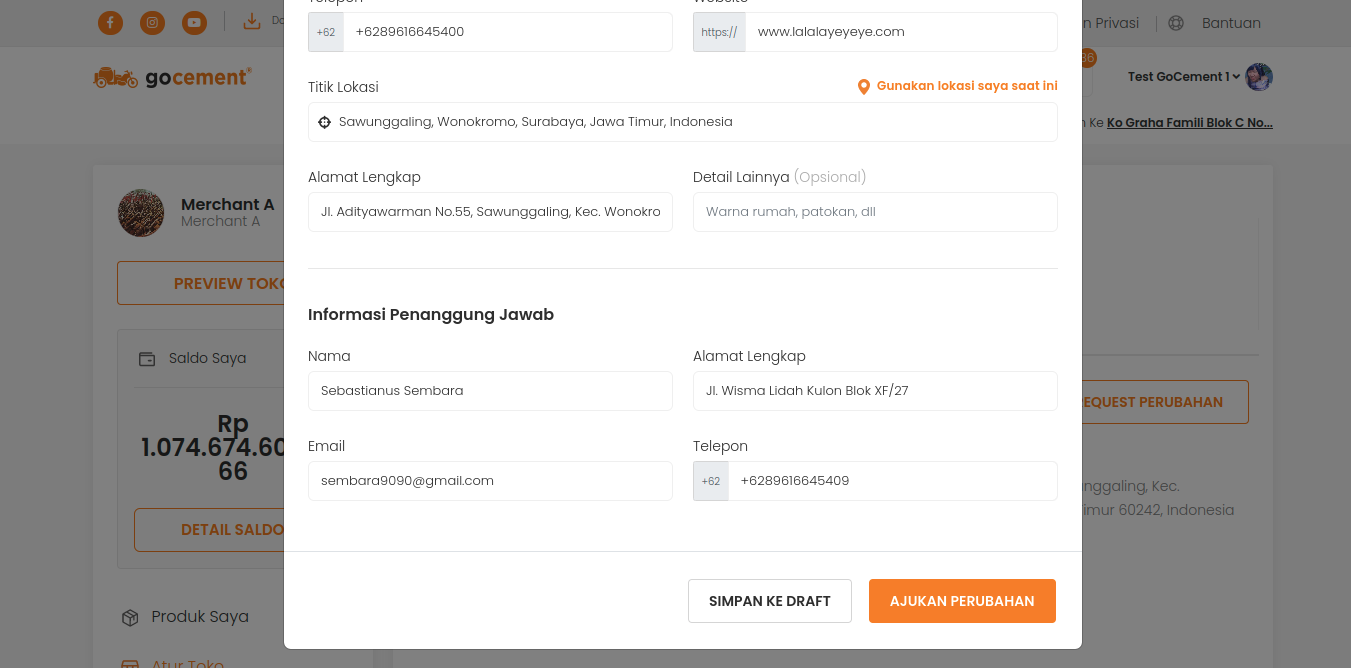 Telepon
Website
+62
+6289616645400
https://
www.lalalayeyeye.com
Privasi
Bantuan
gocement
Test GoCement 1
Titik Lokasi
Gunakan lokasi saya saat ini
Sawunggaling, Wonokromo, Surabaya, Jawa Timur, Indonesia
Ke Ko Graha Famili Blok C No...
Alamat Lengkap
Detail Lainnya (Opsional)
Jl. Adityawarman No.55, Sawunggaling, Kec. Wonokro
Warna rumah, patokan, dll
Merchant A
Merchant A
PREVIEW TOK
Informasi Penanggung Jawab
Nama
Alamat Lengkap
Sebastianus Sembara
Jl. Wisma Lidah Kulon Blok XF/27
Saldo Saya
EQUEST PERUBAHAN
Rp
1.074.674.60
66
Email
Telepon
sembara9090@gmail.com
+62
+6289616645409
nggaling, Kec.
imur 60242, Indonesia
DETAIL SALDO
SIMPAN KE DRAFT
AJUKAN PERUBAHAN
Produk Saya
Atur Toko